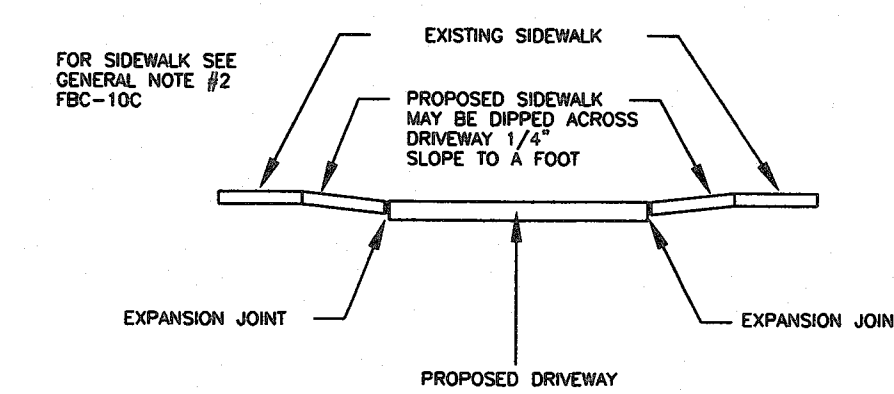 EXISTING SIDEWALK
FOR SIDEWALK SEE
GENERAL NOTE #2
FBC-10C
PROPOSED SIDEWALK
MAY BE DIPPED ACROSS
DRIVEWAY 1/4"
SLOPE TO A FOOT
EXPANSION JOINT
EXPANSION JOIN
PROPOSED DRIVEWAY